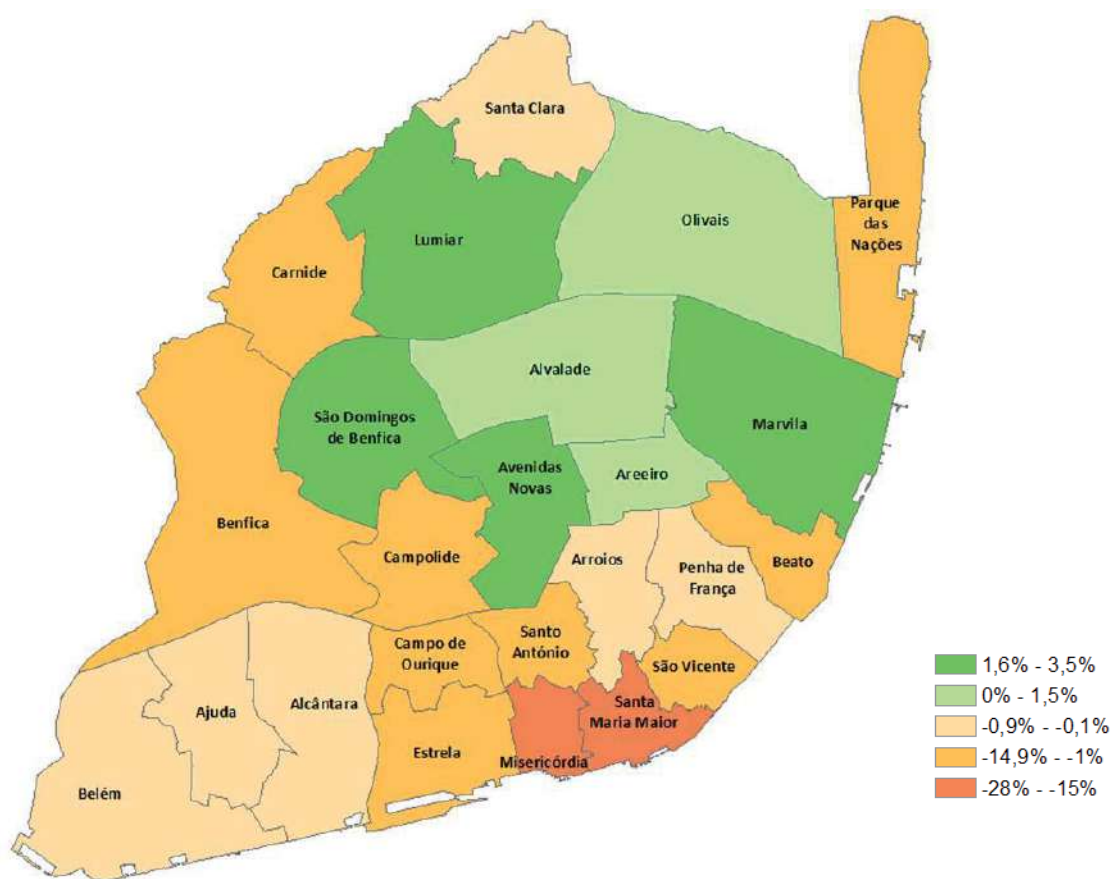 Santa Clara
Parque
das
Nações
Olivais
Lumiar
Carnide
Alvalade
São Domingos
de Benfica
Marvila
Avenidas
Novas
Areeiro
Benfica
Campolide
Arroios
Penha de
França
Beato
Santo
António
Campo de
Ourique
São Vicente
Ajuda
Alcântara
Santa
Maria Maior
Estrela
Misericórdia
Belém
1,6% - 3,5%
0% - 1,5%
-0,9% - -0,1%
-14,9% - -1%
-28% - -15%